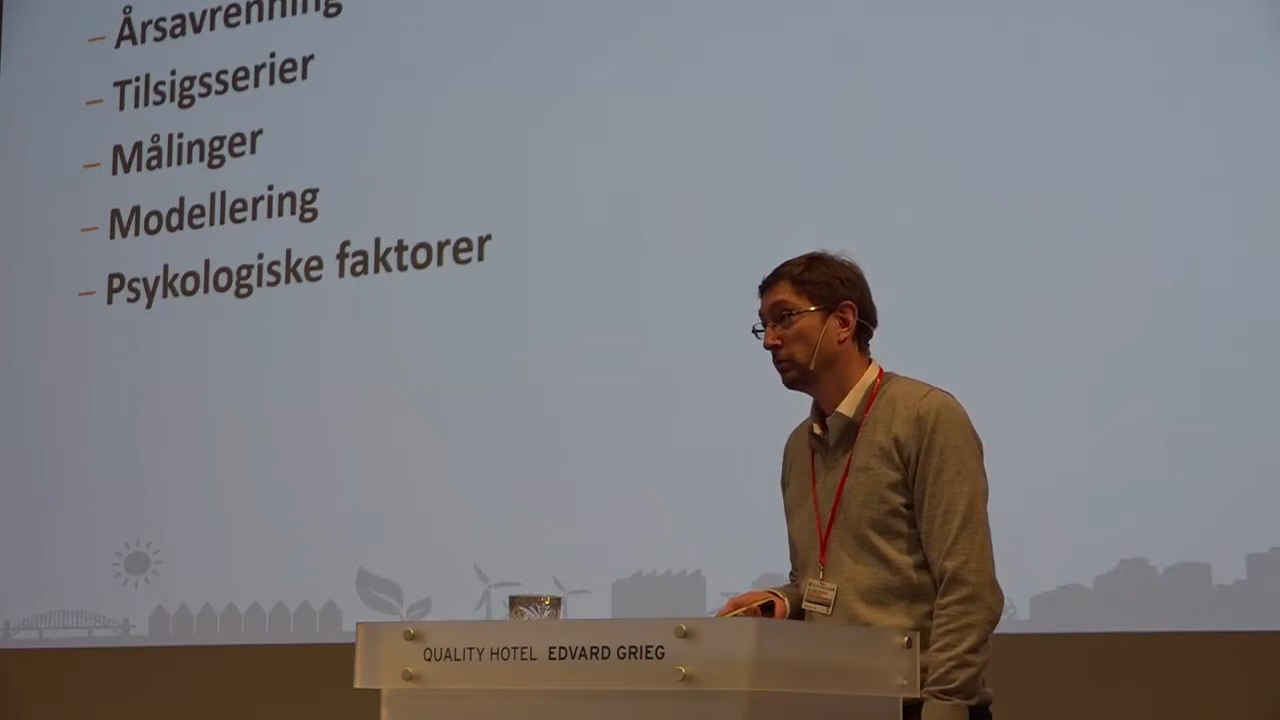 – Årsavrenning
– Tilsigsserier
– Målinger
– Modellering
– Psykologiske faktorer
QUALITY HOTEL EDVARD GRIEG